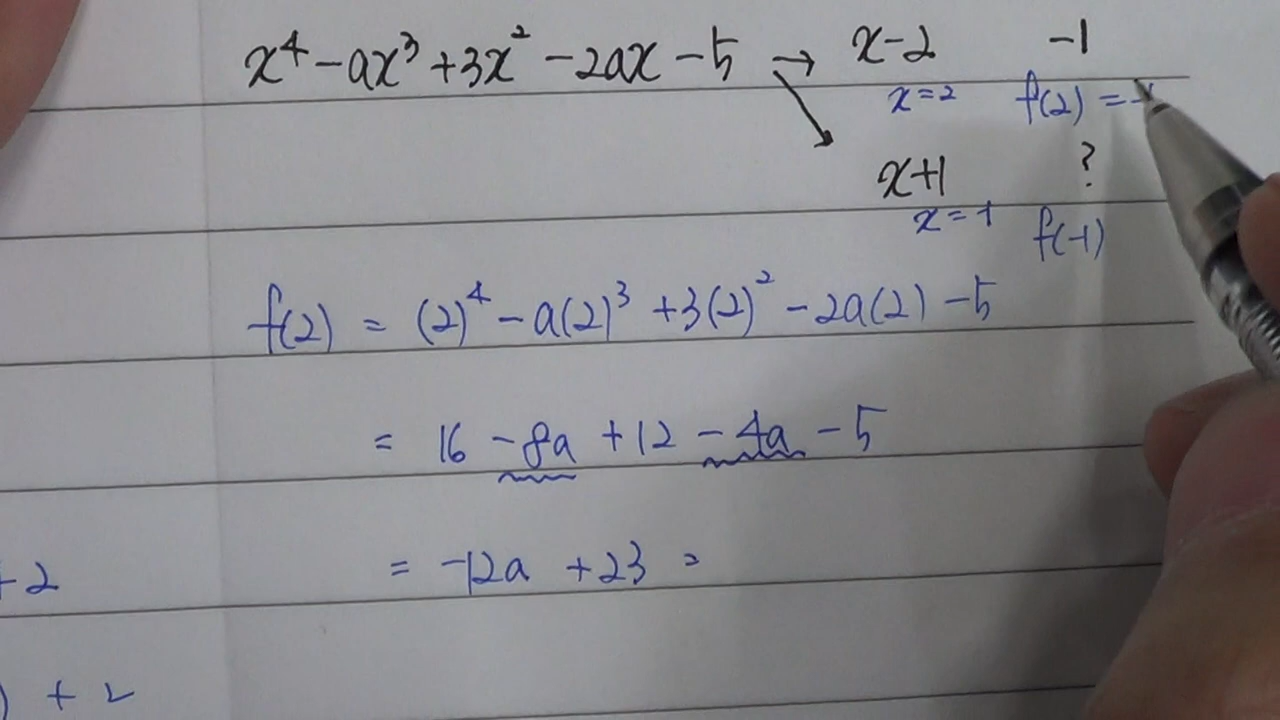 x⁴ - ax³ + 3x² - 2ax - 5 → x-2 -1
x=2 f(2) =
x+1 ?
x=-1 f(-1)
f(2) = (2)⁴ - a(2)³ + 3(2)² - 2a(2) - 5
= 16 - 8a + 12 - 4a - 5
+ 2 = -12a + 23 =
) + 2